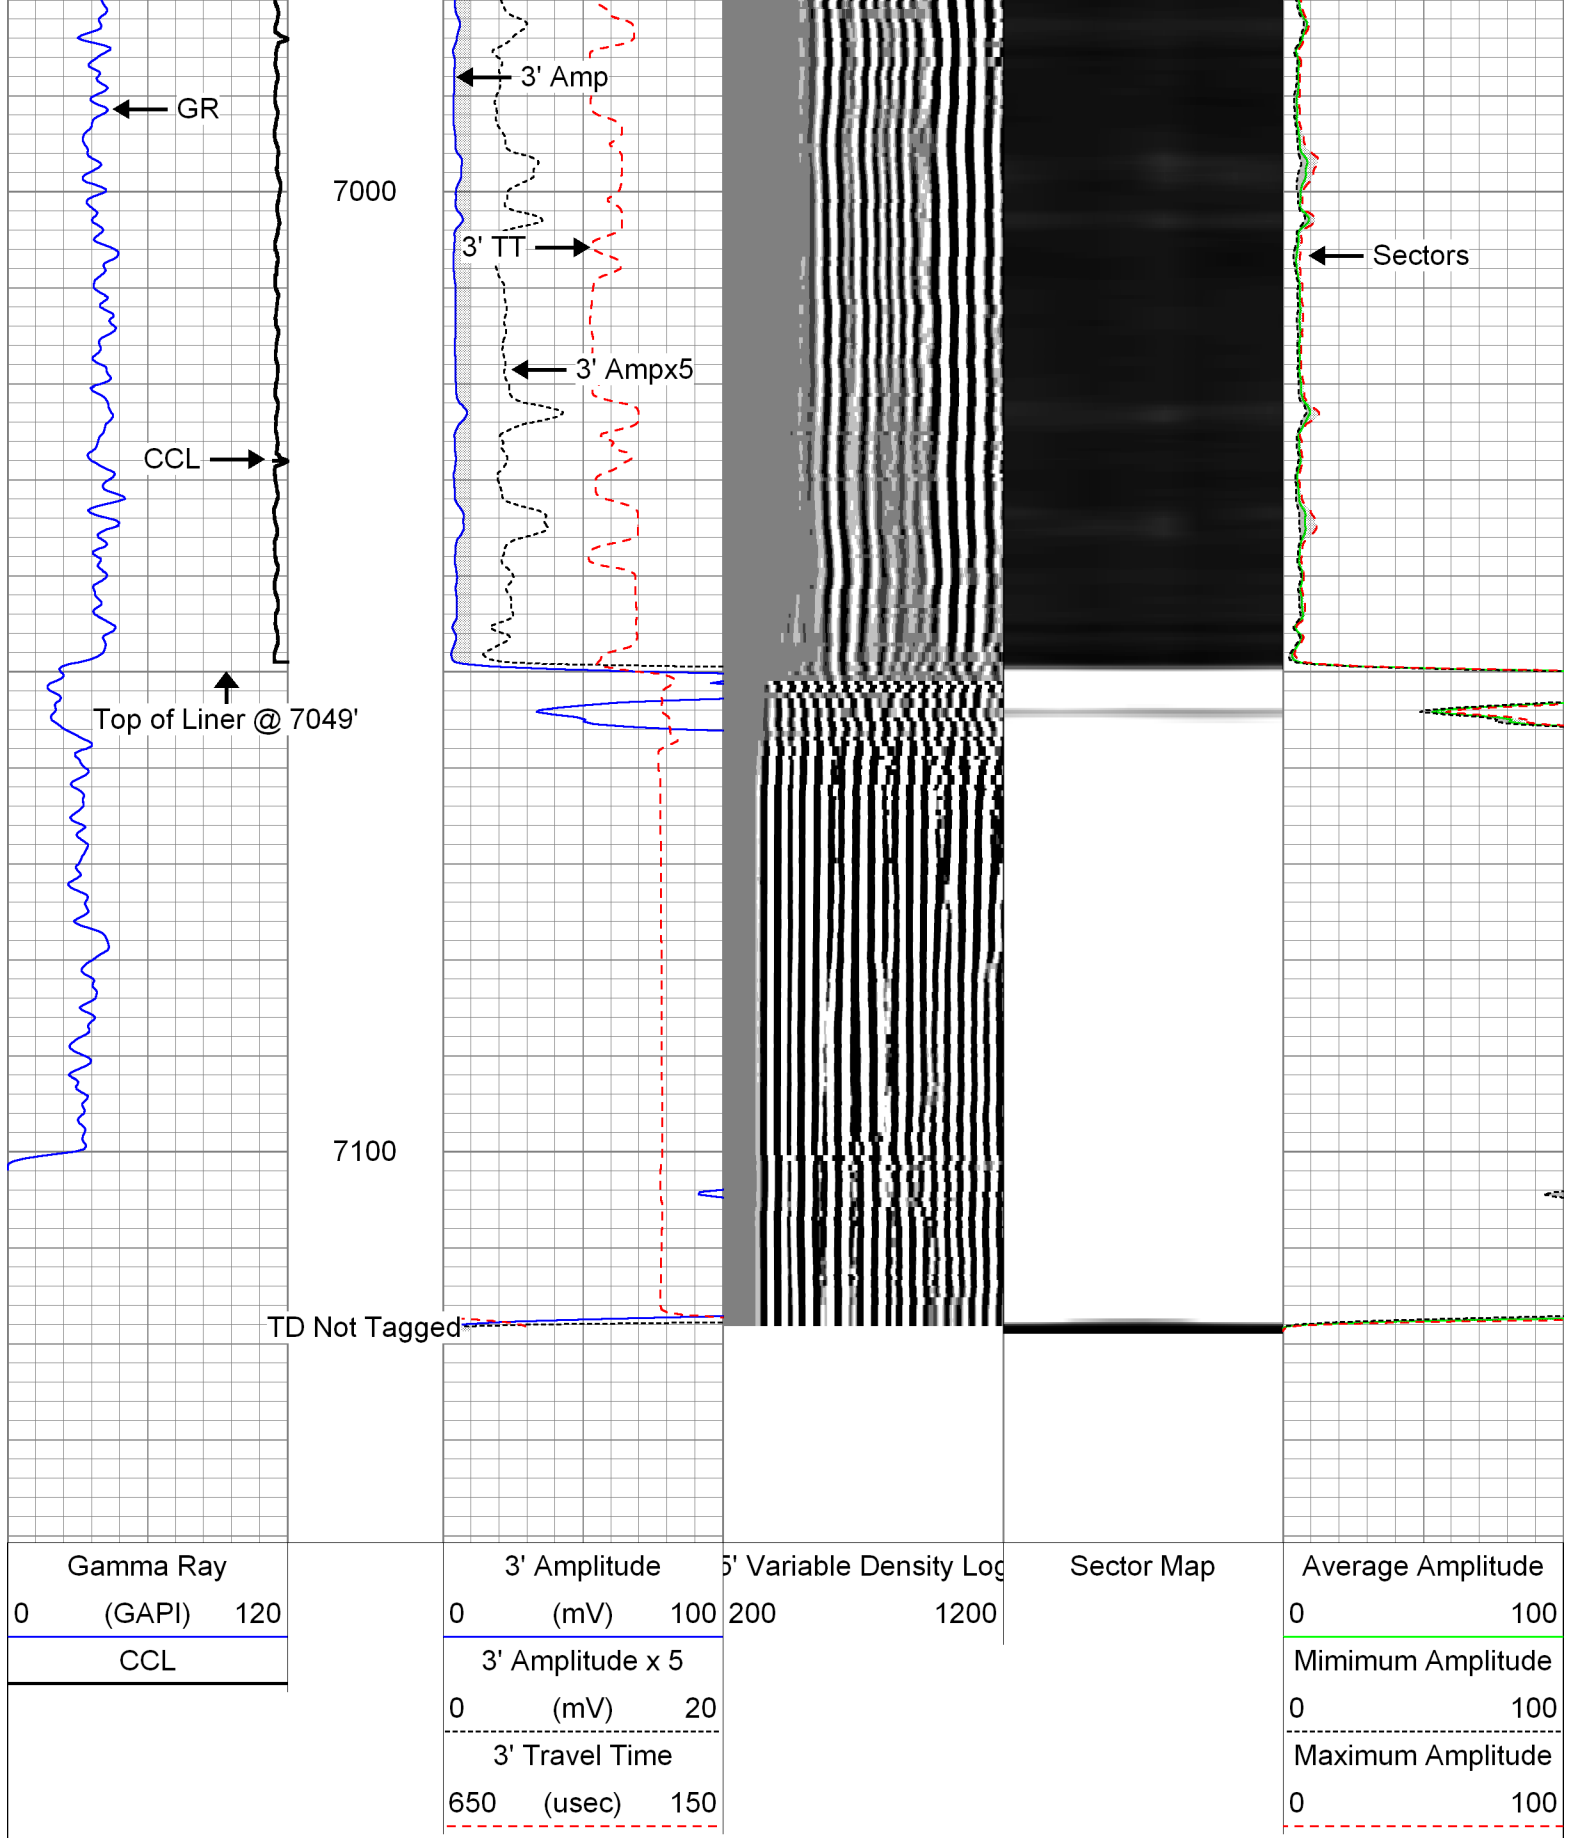 3' Amp
GR
7000
3' TT
Sectors
3' Ampx5
CCL
Top of Liner @ 7049'
7100
TD Not Tagged
Gamma Ray
0 (GAPI) 120
CCL
3' Amplitude
0 (mV) 100
3' Amplitude x 5
0 (mV) 20
3' Travel Time
650 (usec) 150
5' Variable Density Log
200 1200
Sector Map
Average Amplitude
0 100
Mimimum Amplitude
0 100
Maximum Amplitude
0 100